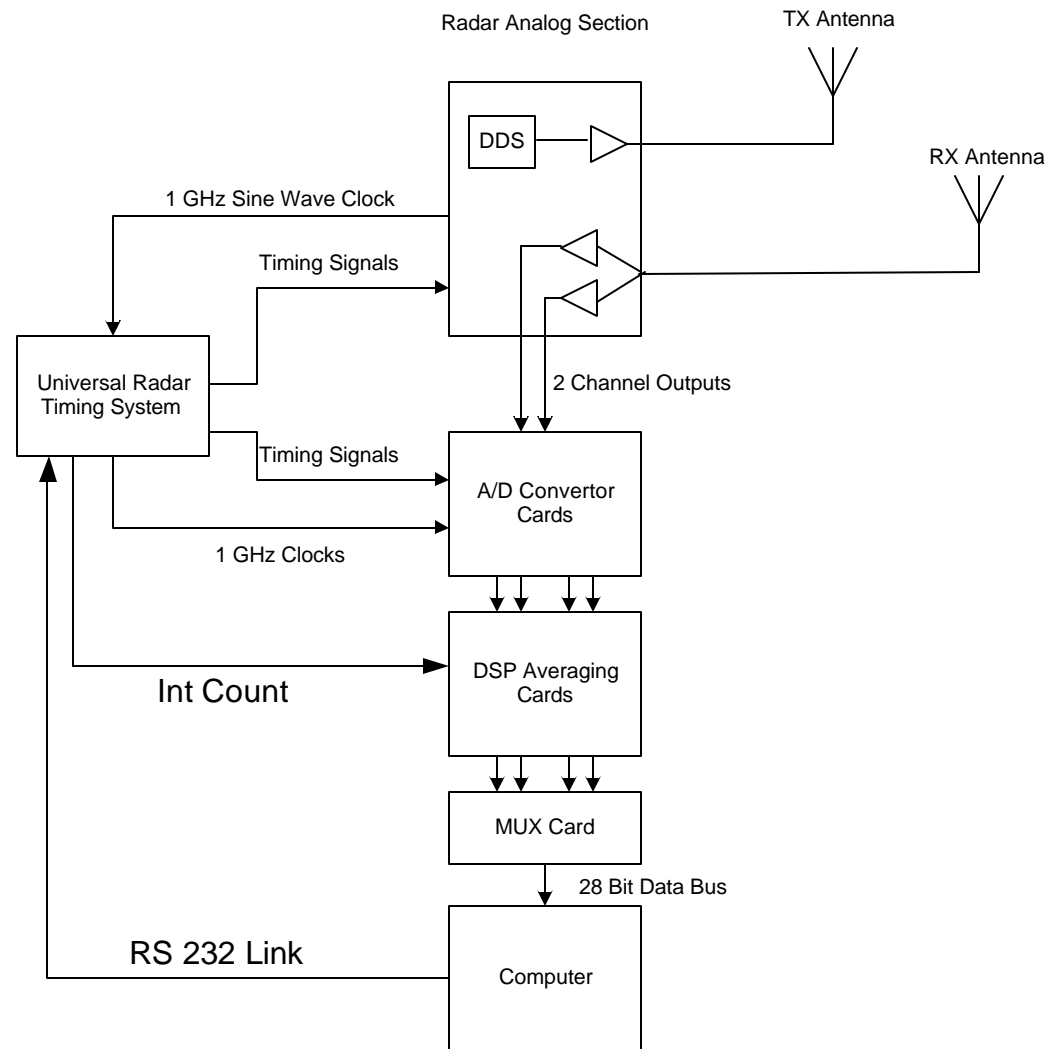 Radar Analog Section
TX Antenna
DDS
RX Antenna
1 GHz Sine Wave Clock
Timing Signals
Universal Radar
Timing System
2 Channel Outputs
Timing Signals
A/D Convertor
Cards
1 GHz Clocks
DSP Averaging
Cards
Int Count
MUX Card
28 Bit Data Bus
RS 232 Link
Computer